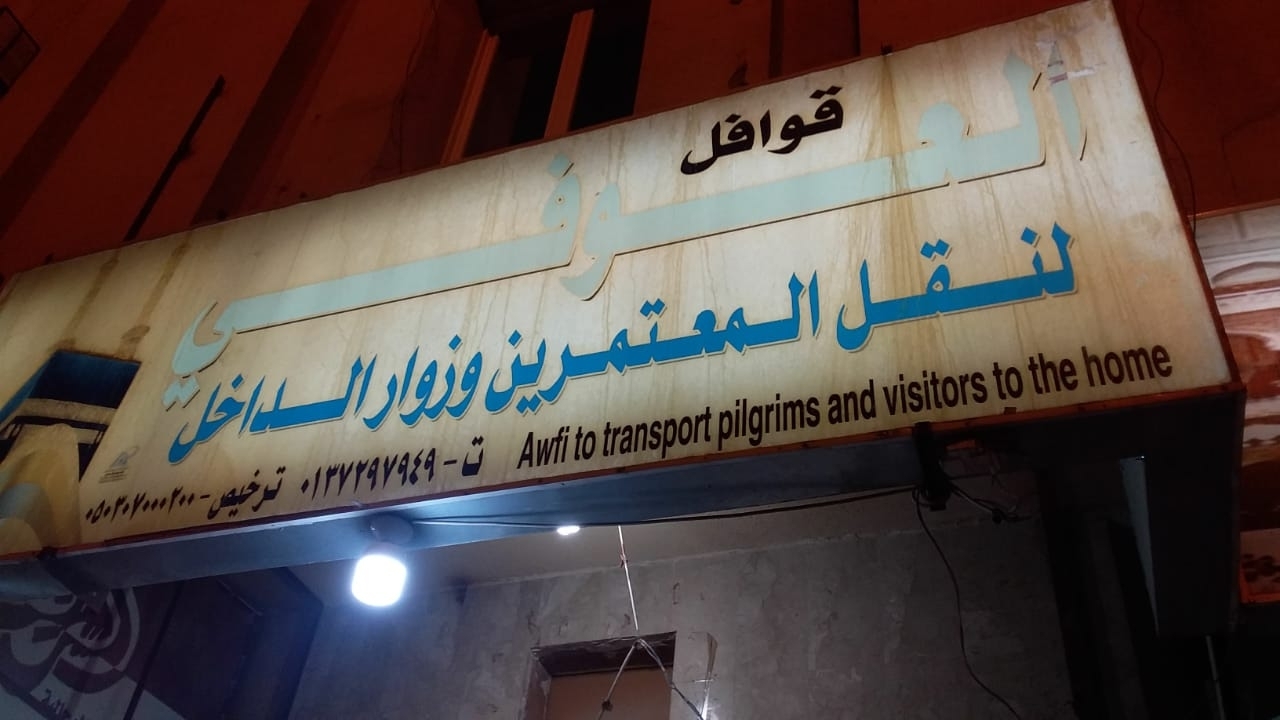 قوافل
العوفي
لنقل المعتمرين وزوار الداخل
Awfi to transport pilgrims and visitors to the home
ت - ٠١٣٧٢٩٧٩٤٩ ترخيص - ٠٥٠٣٠٧٠٠٠٢٠٠